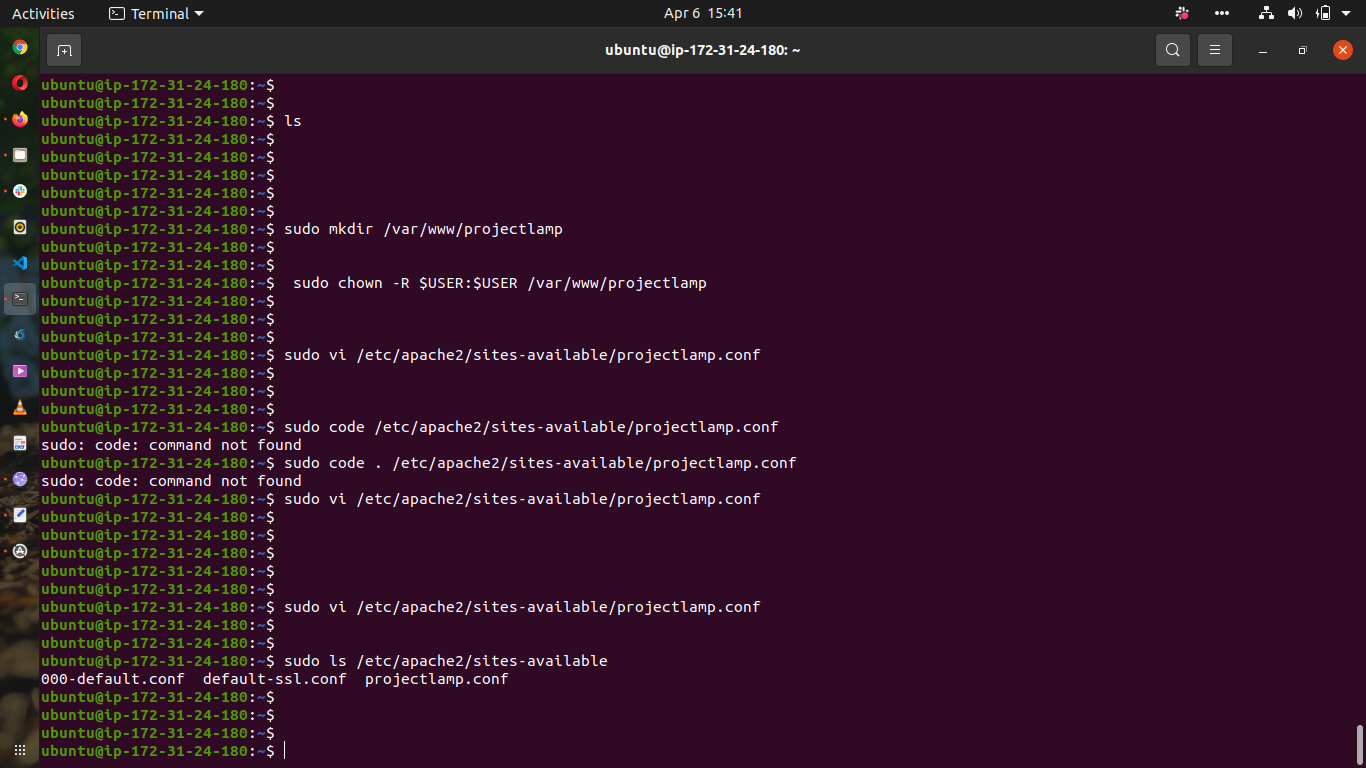 Activities Terminal Apr 6 15:41
ubuntu@ip-172-31-24-180: ~
ubuntu@ip-172-31-24-180:~$
ubuntu@ip-172-31-24-180:~$
ubuntu@ip-172-31-24-180:~$ ls
ubuntu@ip-172-31-24-180:~$
ubuntu@ip-172-31-24-180:~$
ubuntu@ip-172-31-24-180:~$
ubuntu@ip-172-31-24-180:~$
ubuntu@ip-172-31-24-180:~$
ubuntu@ip-172-31-24-180:~$ sudo mkdir /var/www/projectlamp
ubuntu@ip-172-31-24-180:~$
ubuntu@ip-172-31-24-180:~$
ubuntu@ip-172-31-24-180:~$  sudo chown -R $USER:$USER /var/www/projectlamp
ubuntu@ip-172-31-24-180:~$
ubuntu@ip-172-31-24-180:~$
ubuntu@ip-172-31-24-180:~$
ubuntu@ip-172-31-24-180:~$ sudo vi /etc/apache2/sites-available/projectlamp.conf
ubuntu@ip-172-31-24-180:~$
ubuntu@ip-172-31-24-180:~$
ubuntu@ip-172-31-24-180:~$
ubuntu@ip-172-31-24-180:~$ sudo code /etc/apache2/sites-available/projectlamp.conf
sudo: code: command not found
ubuntu@ip-172-31-24-180:~$ sudo code . /etc/apache2/sites-available/projectlamp.conf
sudo: code: command not found
ubuntu@ip-172-31-24-180:~$ sudo vi /etc/apache2/sites-available/projectlamp.conf
ubuntu@ip-172-31-24-180:~$
ubuntu@ip-172-31-24-180:~$
ubuntu@ip-172-31-24-180:~$
ubuntu@ip-172-31-24-180:~$
ubuntu@ip-172-31-24-180:~$
ubuntu@ip-172-31-24-180:~$ sudo vi /etc/apache2/sites-available/projectlamp.conf
ubuntu@ip-172-31-24-180:~$
ubuntu@ip-172-31-24-180:~$
ubuntu@ip-172-31-24-180:~$ sudo ls /etc/apache2/sites-available
000-default.conf  default-ssl.conf  projectlamp.conf
ubuntu@ip-172-31-24-180:~$
ubuntu@ip-172-31-24-180:~$
ubuntu@ip-172-31-24-180:~$
ubuntu@ip-172-31-24-180:~$